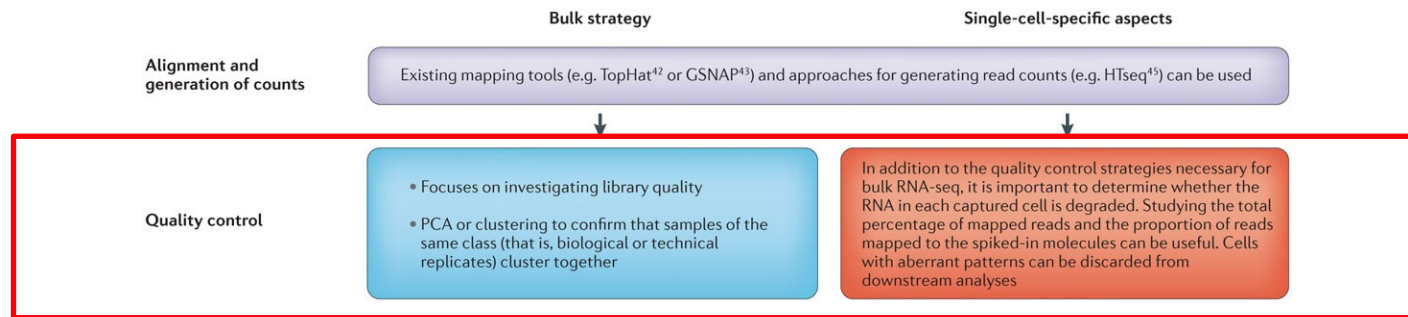 Bulk strategy
Single-cell-specific aspects
Alignment and
generation of counts
Existing mapping tools (e.g. TopHat⁴² or GSNAP⁴³) and approaches for generating read counts (e.g. HTseq⁴⁵) can be used
Quality control
• Focuses on investigating library quality
• PCA or clustering to confirm that samples of the
same class (that is, biological or technical
replicates) cluster together
In addition to the quality control strategies necessary for
bulk RNA-seq, it is important to determine whether the
RNA in each captured cell is degraded. Studying the total
percentage of mapped reads and the proportion of reads
mapped to the spiked-in molecules can be useful. Cells
with aberrant patterns can be discarded from
downstream analyses